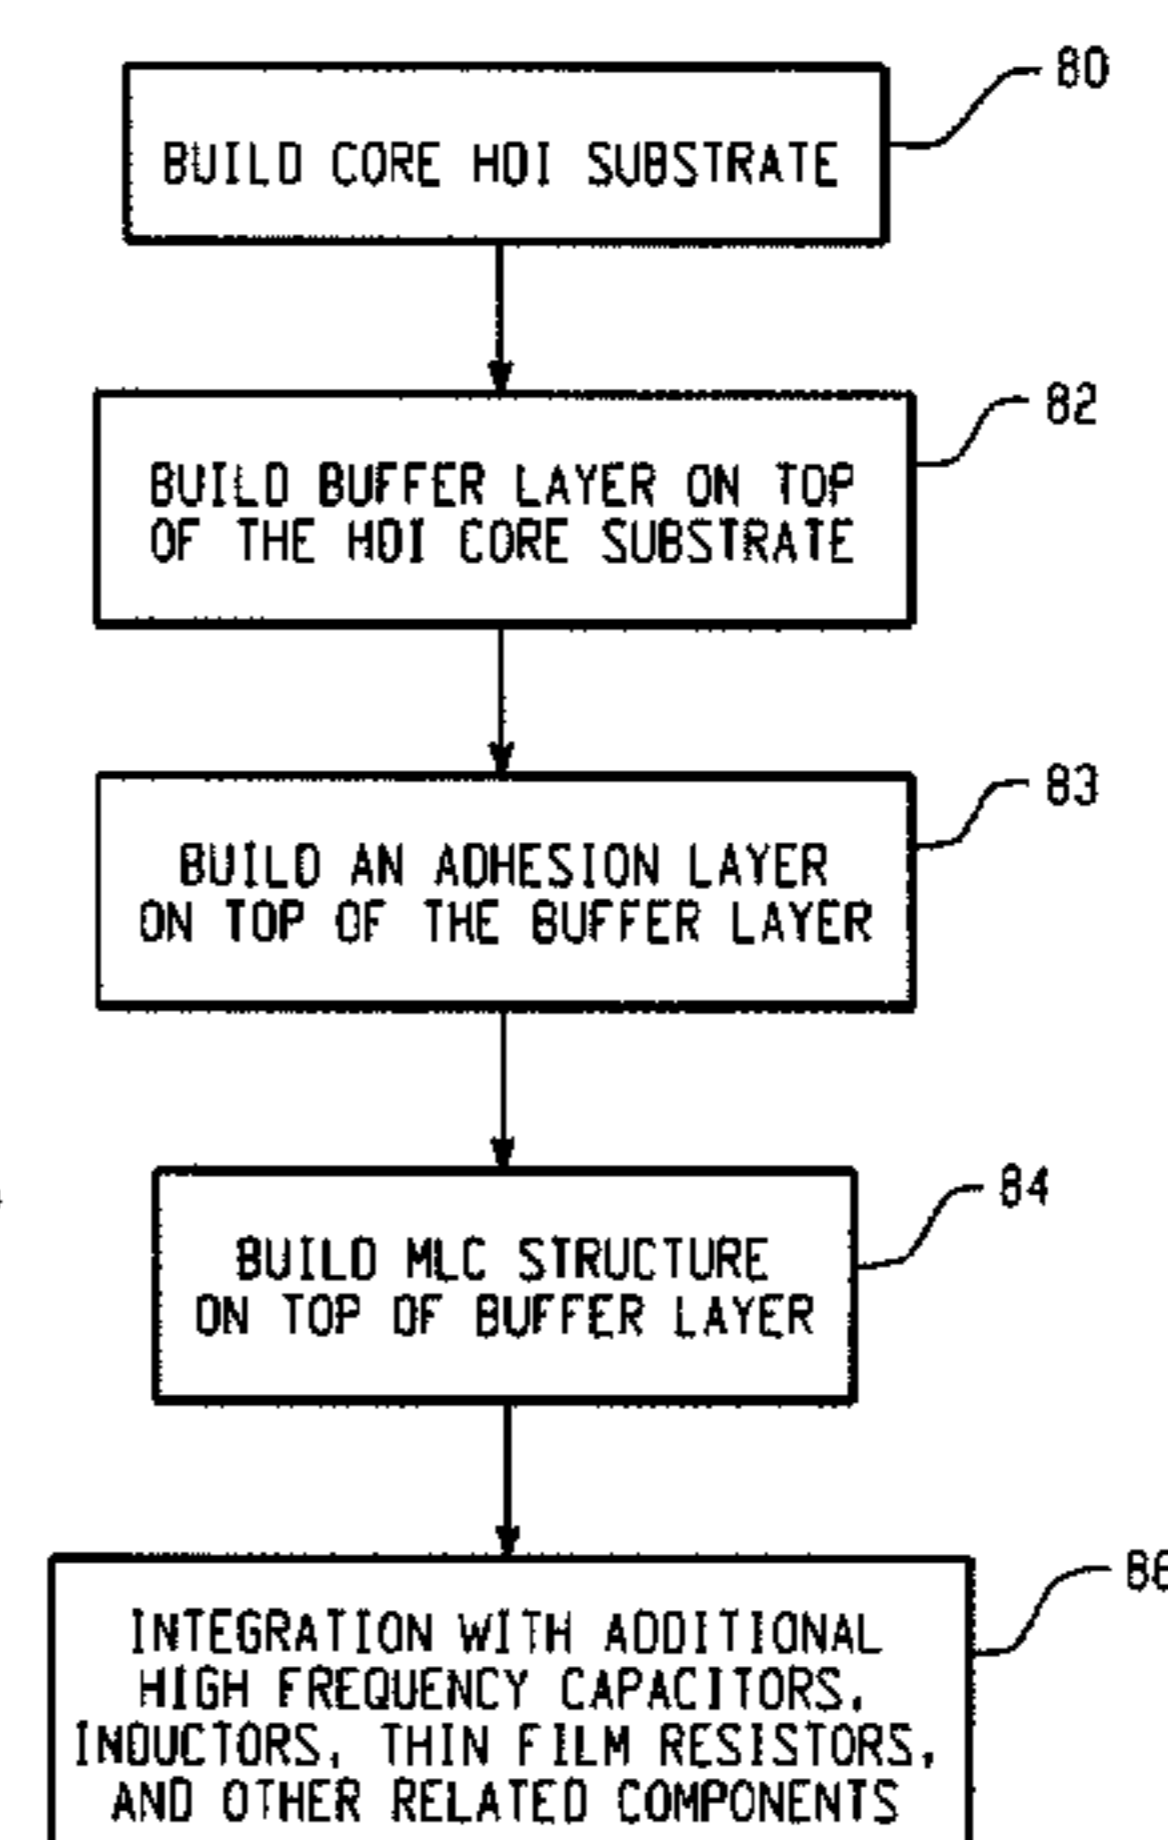 80
BUILD CORE HDI SUBSTRATE
82
BUILD BUFFER LAYER ON TOP
OF THE HDI CORE SUBSTRATE
83
BUILD AN ADHESION LAYER
ON TOP OF THE BUFFER LAYER
84
BUILD MLC STRUCTURE
ON TOP OF BUFFER LAYER
86
INTEGRATION WITH ADDITIONAL
HIGH FREQUENCY CAPACITORS,
INDUCTORS, THIN FILM RESISTORS,
AND OTHER RELATED COMPONENTS